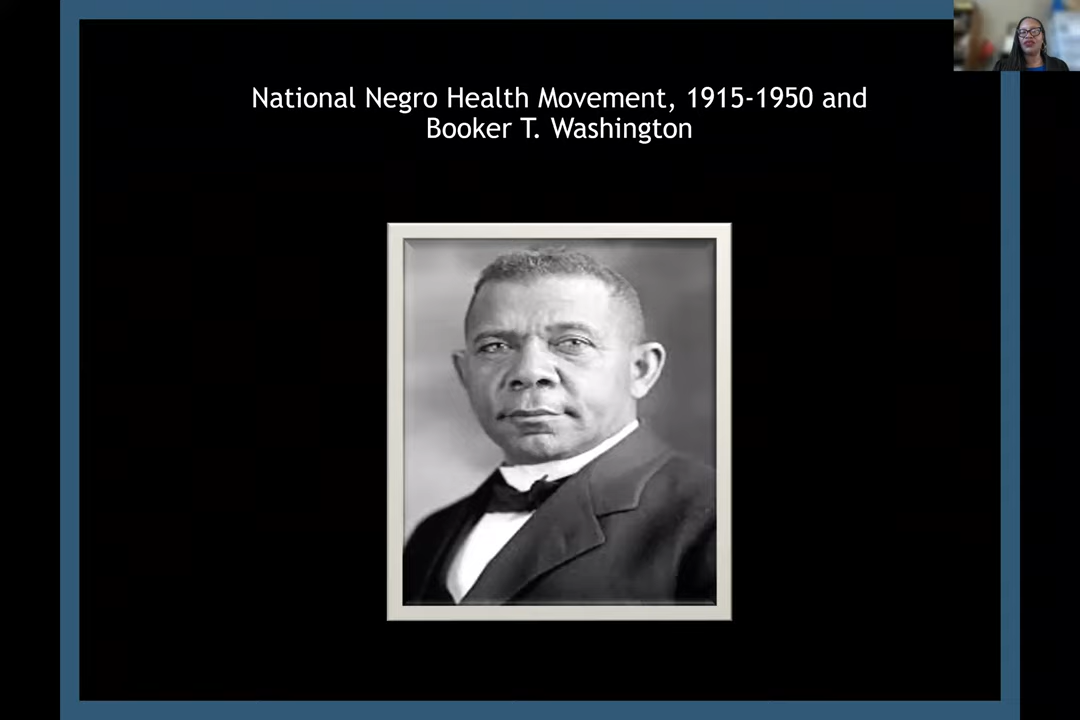 National Negro Health Movement, 1915-1950 and
Booker T. Washington